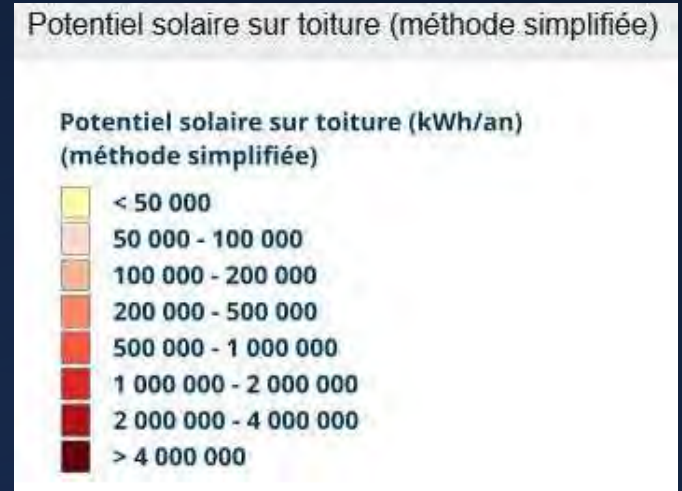 Potentiel solaire sur toiture (méthode simplifiée)
Potentiel solaire sur toiture (kWh/an)
(méthode simplifiée)
< 50 000
50 000 - 100 000
100 000 - 200 000
200 000 - 500 000
500 000 - 1 000 000
1 000 000 - 2 000 000
2 000 000 - 4 000 000
> 4 000 000